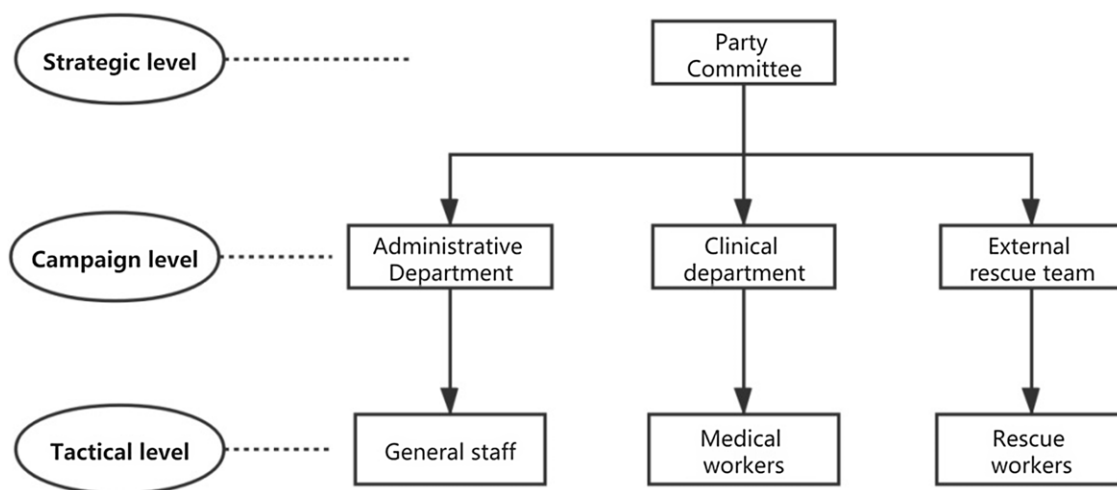 Strategic level
Party
Committee
Campaign level
Administrative
Department
Clinical
department
External
rescue team
Tactical level
General staff
Medical
workers
Rescue
workers